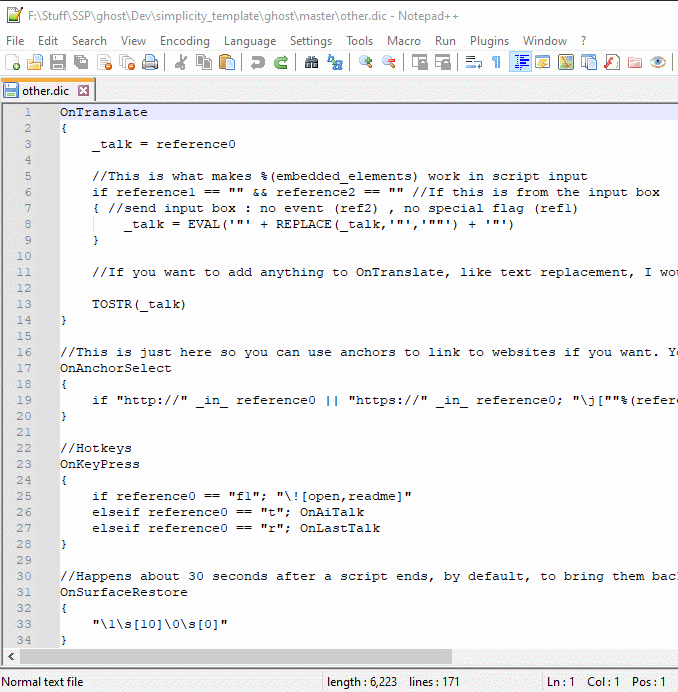 F:\Stuff\SSP\ghost\Dev\simplicity_template\ghost\master\other.dic - Notepad++
File Edit Search View Encoding Language Settings Tools Macro Run Plugins Window ?
other.dic
1 OnTranslate
2 {
3 _talk = reference0
4
5 //This is what makes %(embedded_elements) work in script input
6 if reference1 == "" && reference2 == "" //If this is from the input box
7 { //send input box : no event (ref2) , no special flag (ref1)
8 _talk = EVAL('"' + REPLACE(_talk,'"','""') + '"')
9 }
10
11 //If you want to add anything to OnTranslate, like text replacement, I wo
12
13 TOSTR(_talk)
14 }
15
16 //This is just here so you can use anchors to link to websites if you want. Y
17 OnAnchorSelect
18 {
19 if "http://" _in_ reference0 || "https://" _in_ reference0; "\j[""%(refer
20 }
21
22 //Hotkeys
23 OnKeyPress
24 {
25 if reference0 == "f1"; "\![open,readme]"
26 elseif reference0 == "t"; OnAiTalk
27 elseif reference0 == "r"; OnLastTalk
28 }
29
30 //Happens about 30 seconds after a script ends, by default, to bring them bac
31 OnSurfaceRestore
32 {
33 "\1\s[10]\0\s[0]"
34 }
Normal text file length : 6,223 lines : 171 Ln : 1 Col : 1 Pos : 1